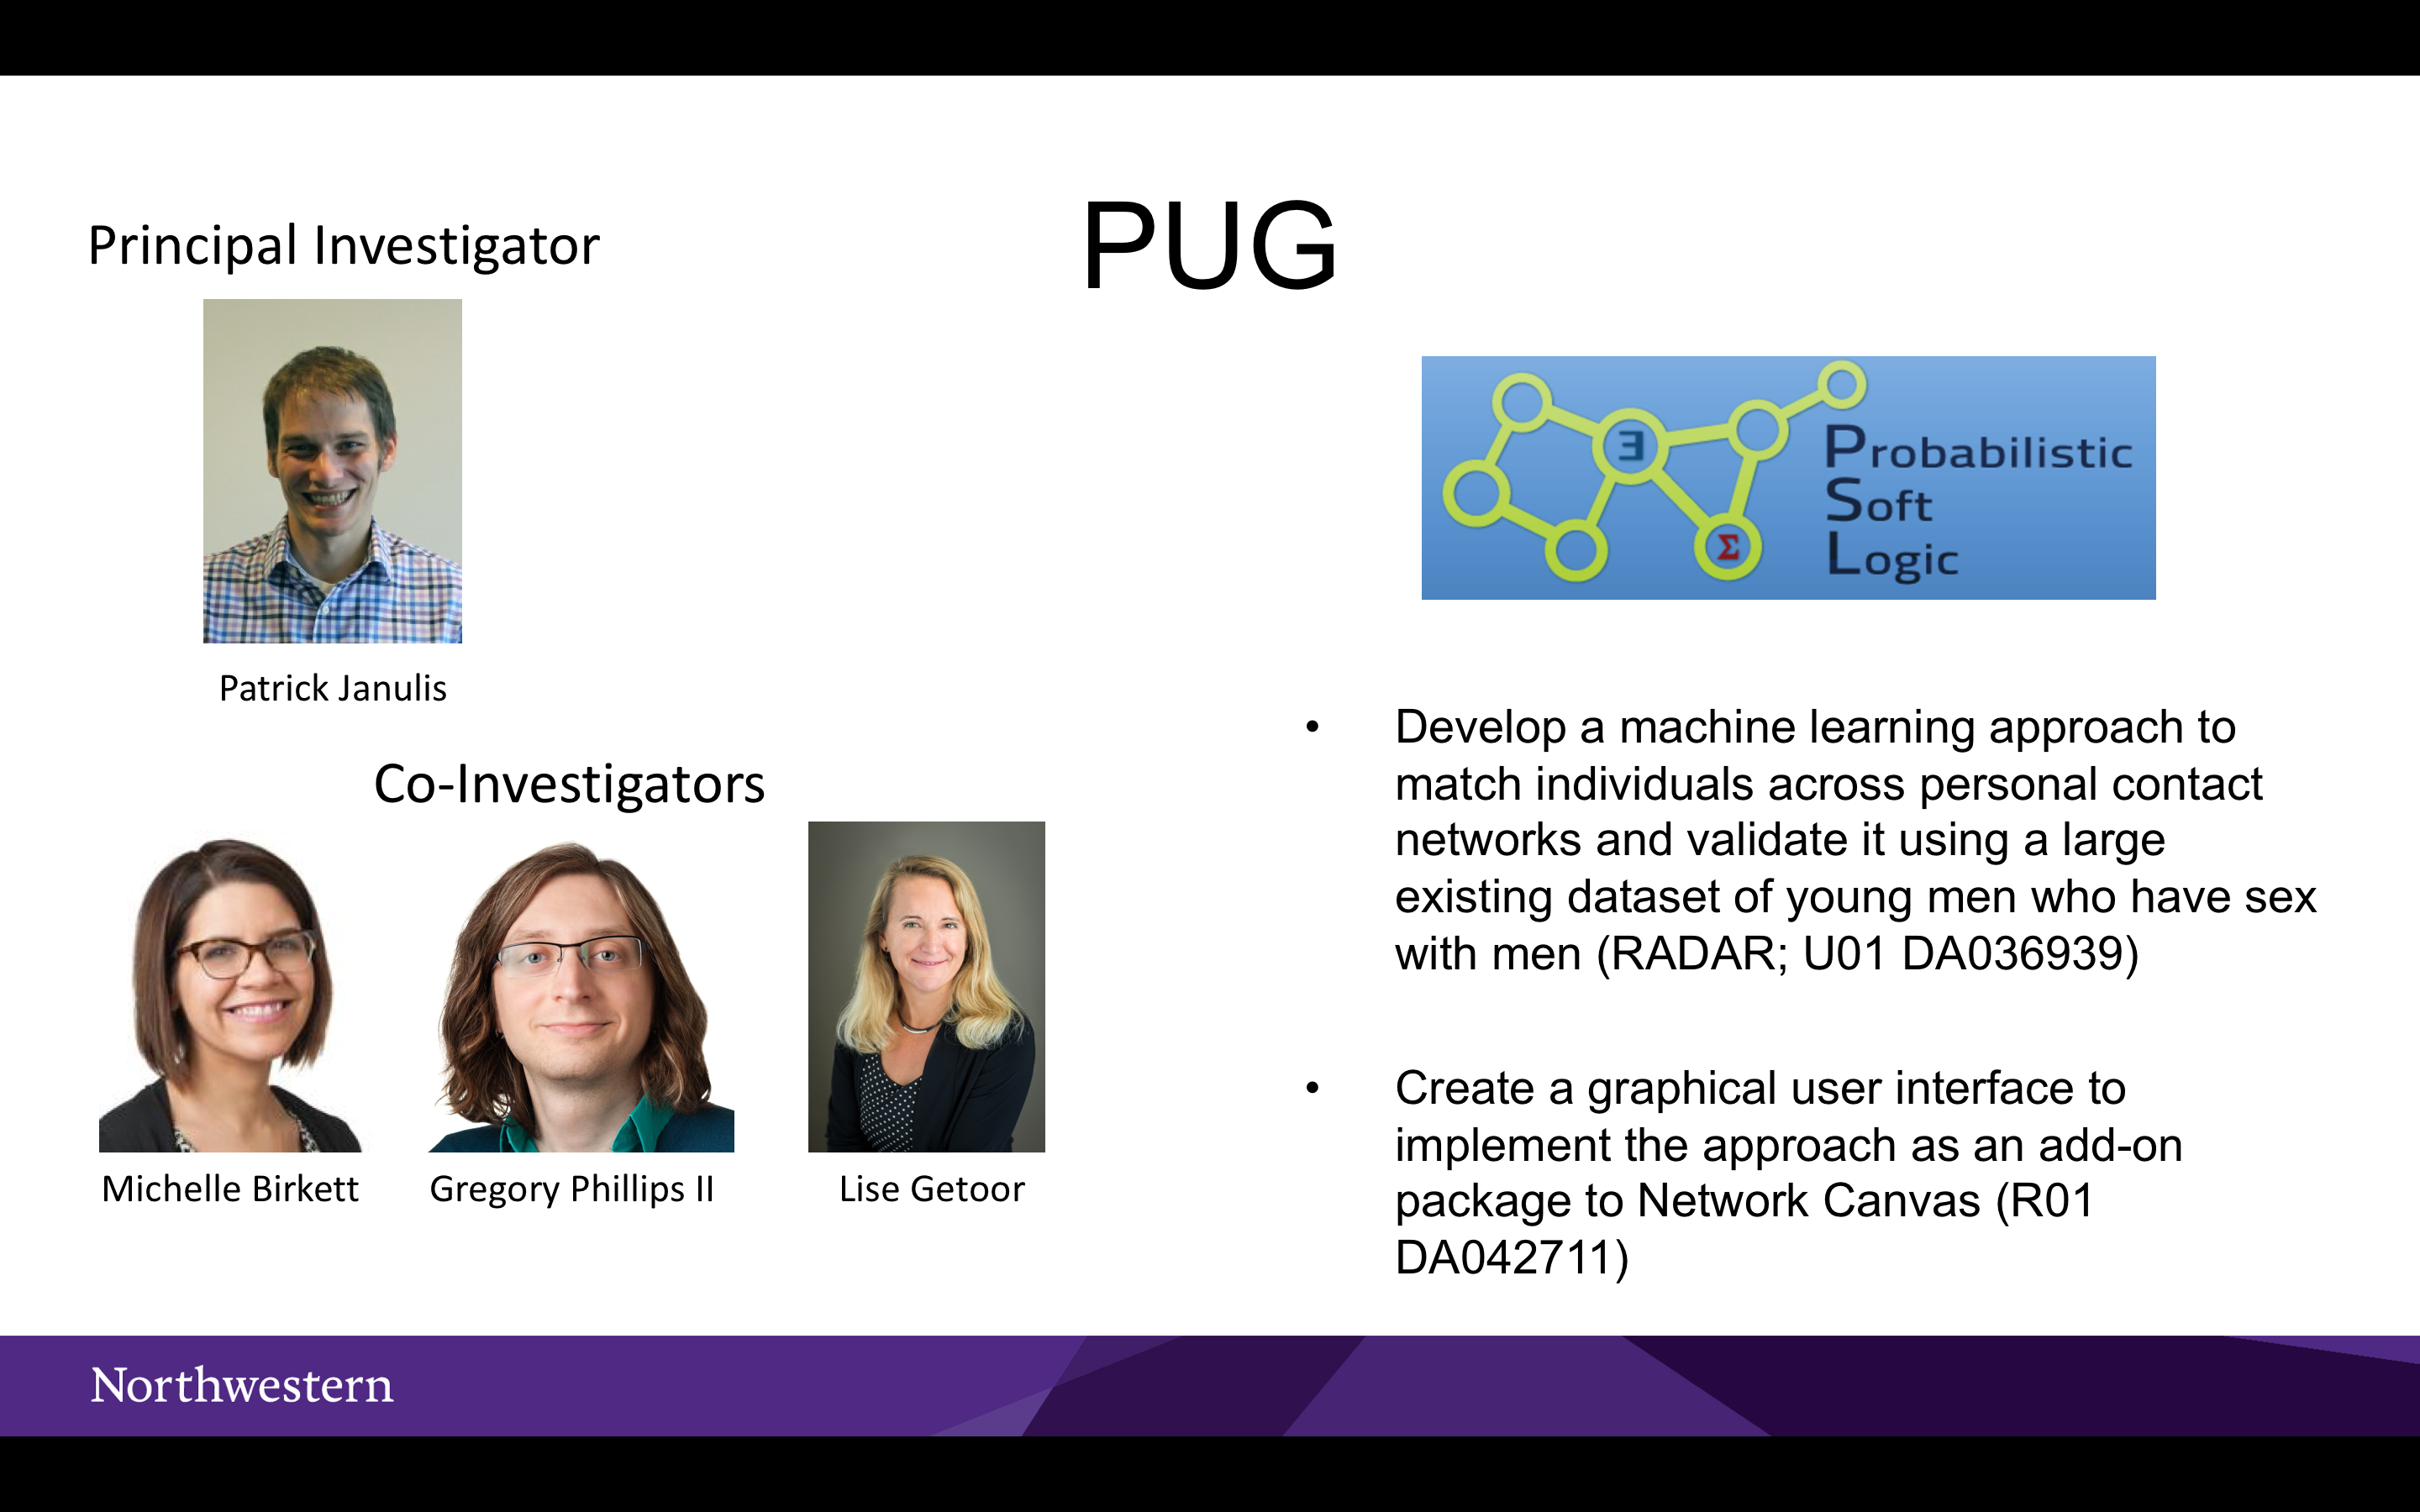 PUG
Principal Investigator
Patrick Janulis
Co-Investigators
Michelle Birkett
Gregory Phillips II
Lise Getoor
Ǝ
Σ
Probabilistic
Soft
Logic
• Develop a machine learning approach to
match individuals across personal contact
networks and validate it using a large
existing dataset of young men who have sex
with men (RADAR; U01 DA036939)
• Create a graphical user interface to
implement the approach as an add-on
package to Network Canvas (R01
DA042711)
Northwestern